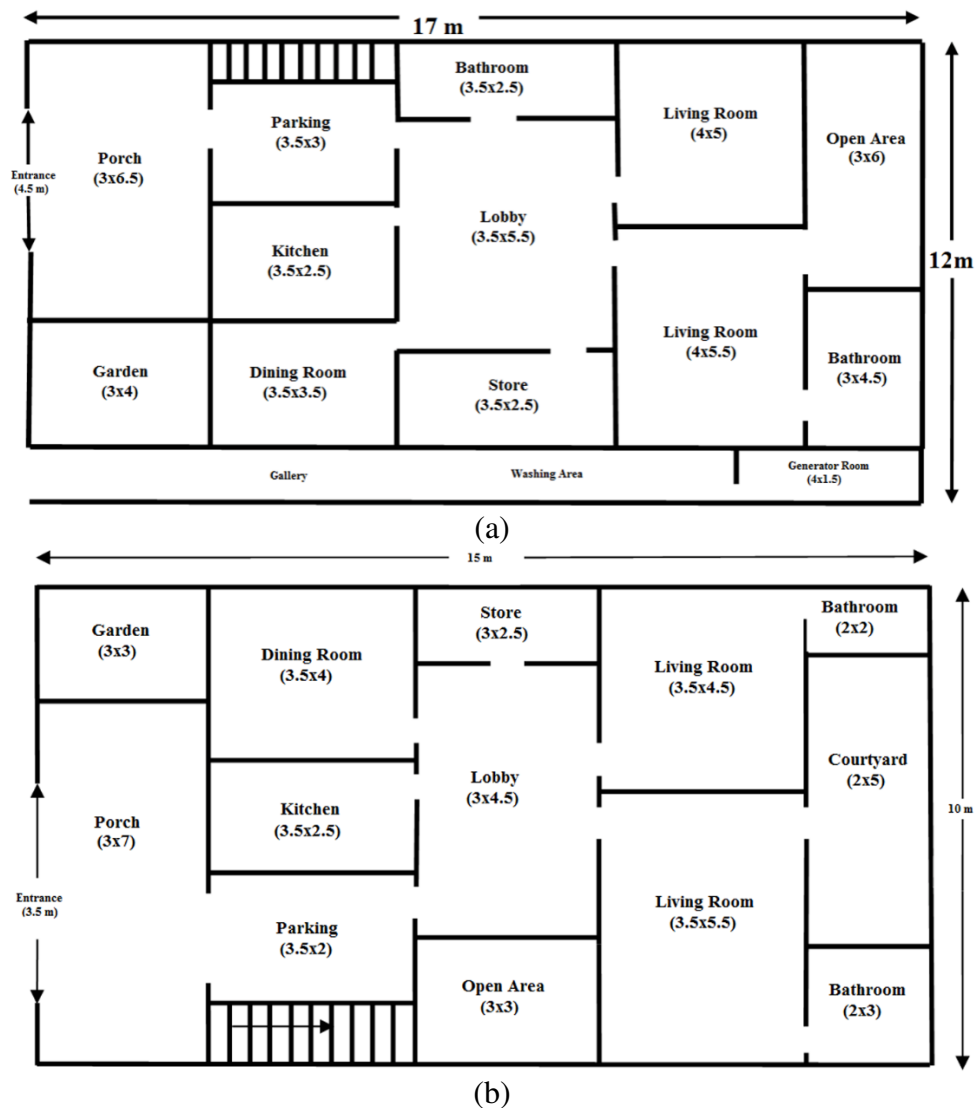 17 m
Bathroom
(3.5x2.5)
Living Room
(4x5)
Parking
(3.5x3)
Open Area
(3x6)
Porch
(3x6.5)
Entrance
(4.5 m)
Lobby
(3.5x5.5)
Kitchen
(3.5x2.5)
12m
Living Room
(4x5.5)
Garden
(3x4)
Dining Room
(3.5x3.5)
Store
(3.5x2.5)
Bathroom
(3x4.5)
Gallery
Washing Area
Generator Room
(4x1.5)
(a)
15 m
Garden
(3x3)
Dining Room
(3.5x4)
Store
(3x2.5)
Living Room
(3.5x4.5)
Bathroom
(2x2)
Lobby
(3x4.5)
Courtyard
(2x5)
Kitchen
(3.5x2.5)
Porch
(3x7)
10 m
Entrance
(3.5 m)
Living Room
(3.5x5.5)
Parking
(3.5x2)
Open Area
(3x3)
Bathroom
(2x3)
(b)